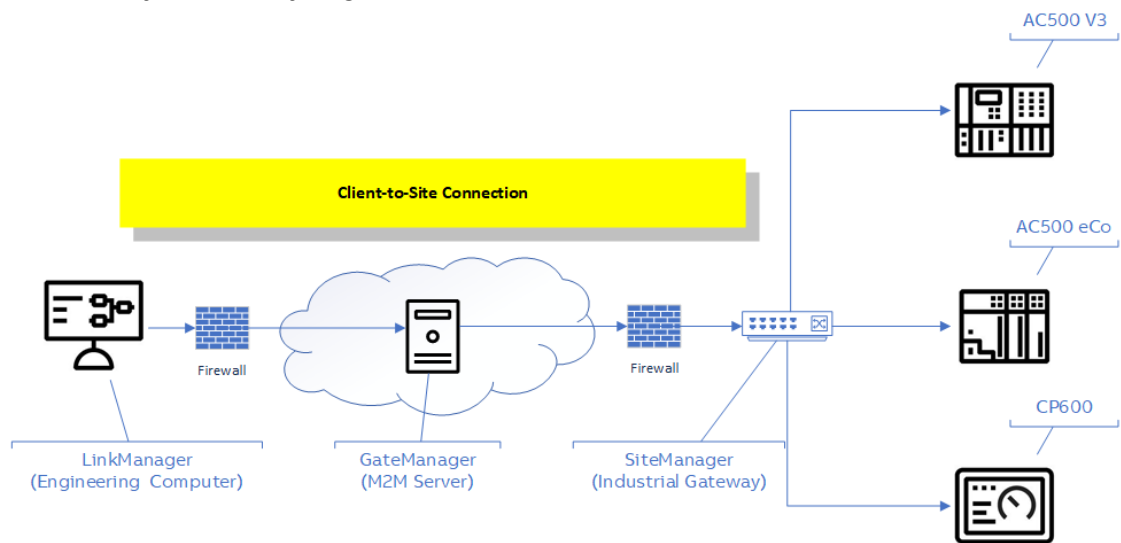 AC500 V3
Client-to-Site Connection
AC500 eCo
Firewall
Firewall
CP600
LinkManager
(Engineering Computer)
GateManager
(M2M Server)
SiteManager
(Industrial Gateway)